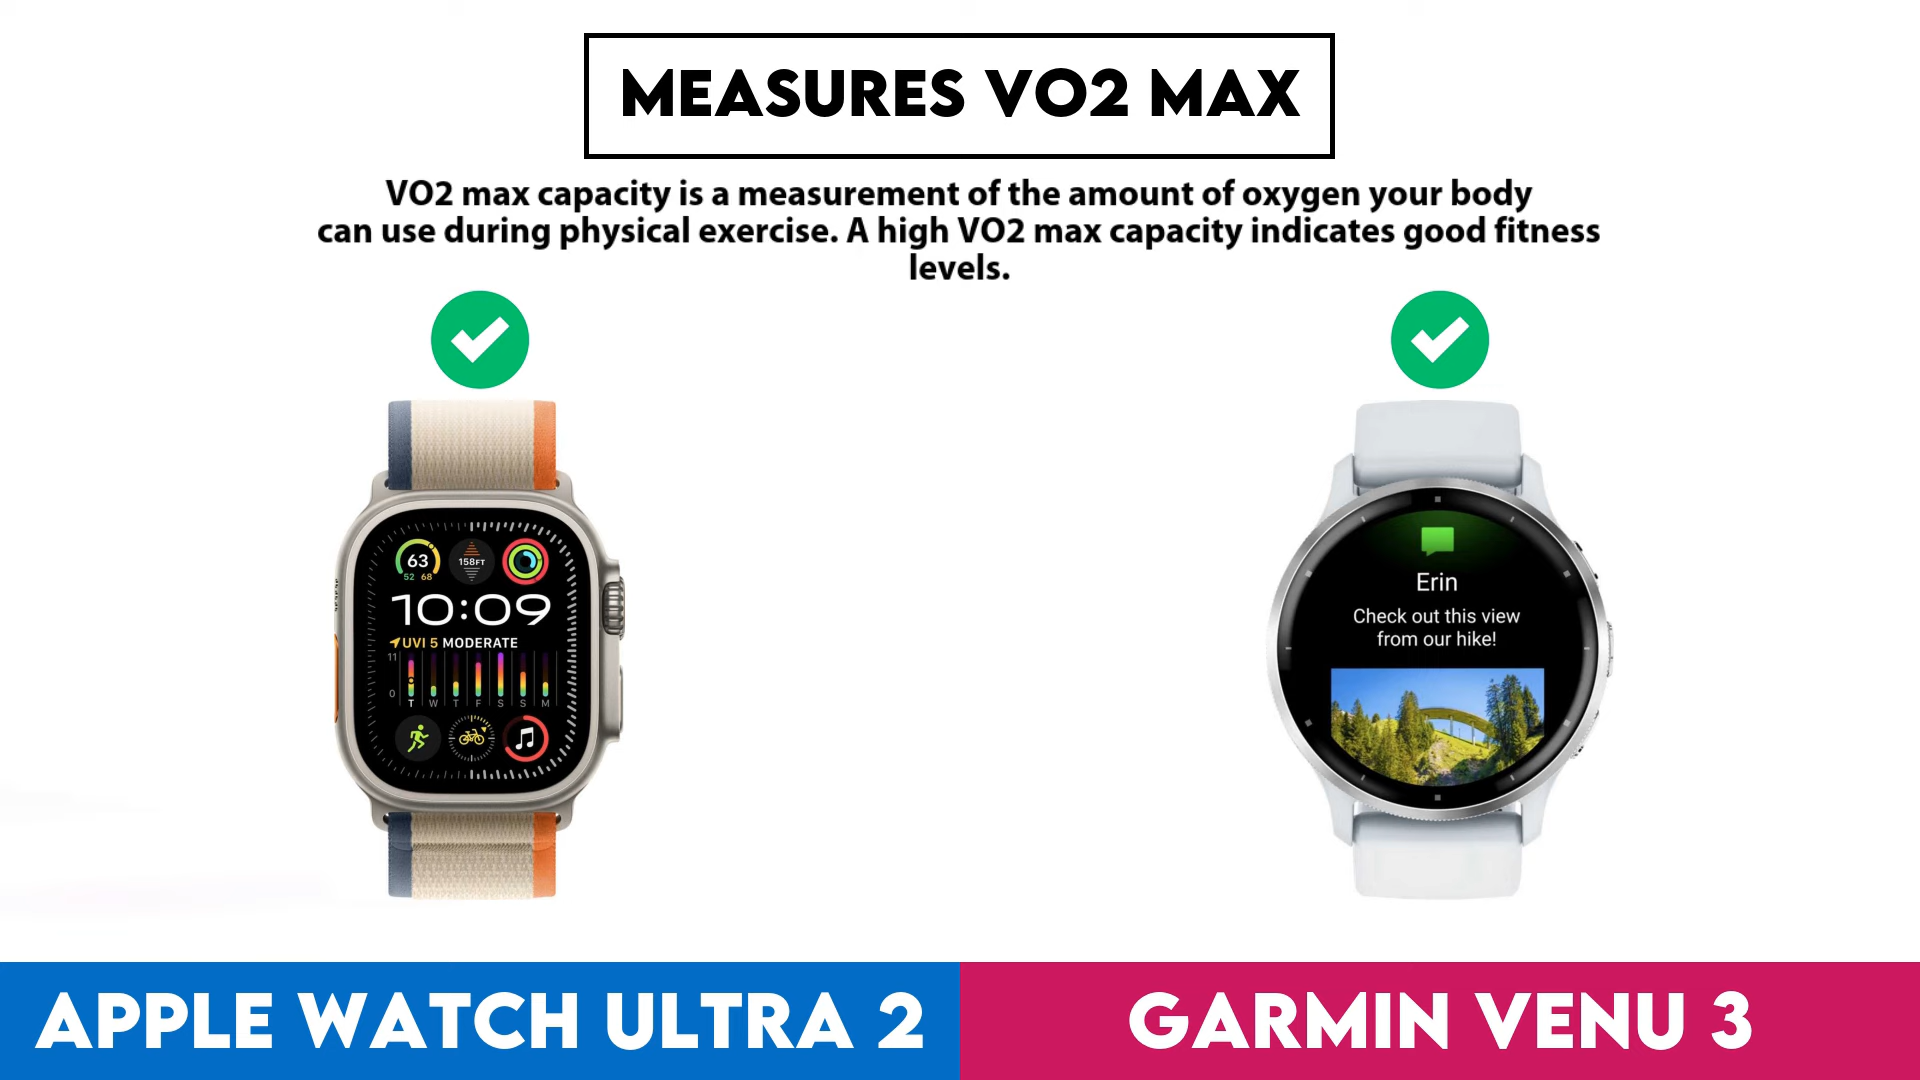 MEASURES VO2 MAX
VO2 max capacity is a measurement of the amount of oxygen your body
can use during physical exercise. A high VO2 max capacity indicates good fitness
levels.
63
52 68
158FT
10:09
UVI 5 MODERATE
11
0
T W T F S S M
Erin
Check out this view
from our hike!
APPLE WATCH ULTRA 2
GARMIN VENU 3